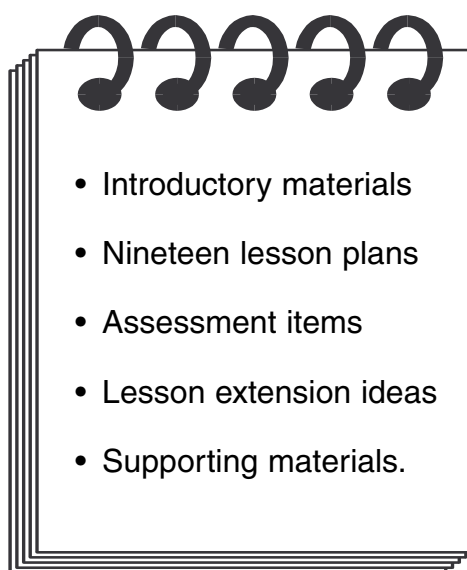 • Introductory materials
• Nineteen lesson plans
• Assessment items
• Lesson extension ideas
• Supporting materials.